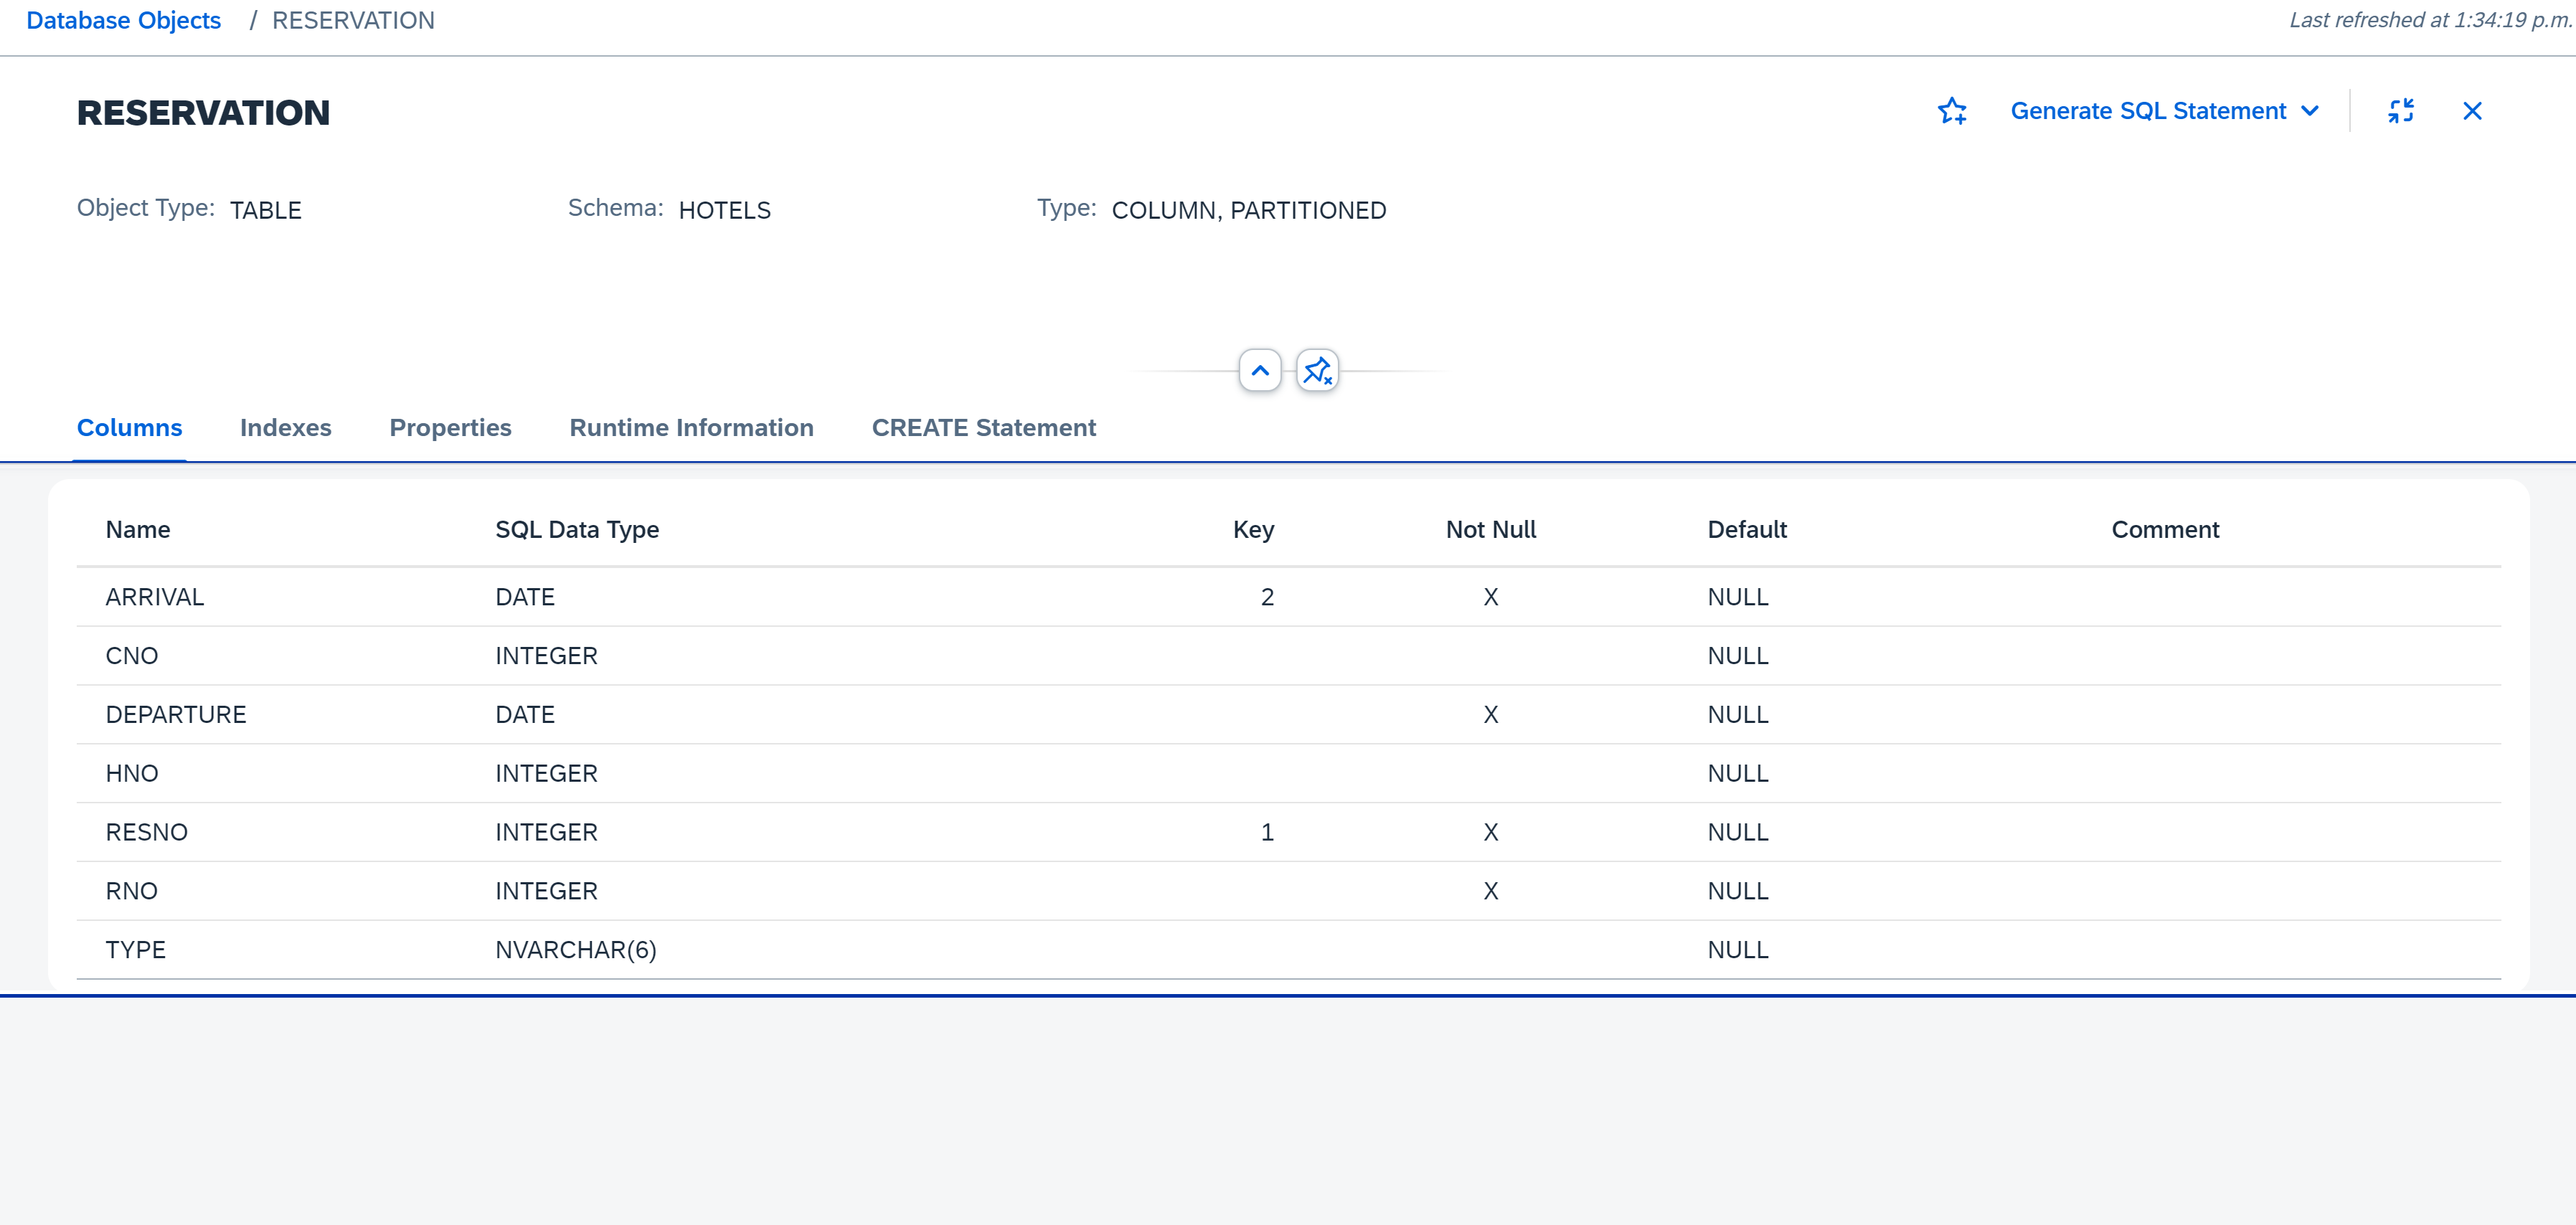 Database Objects / RESERVATION
Last refreshed at 1:34:19 p.m.
RESERVATION
Generate SQL Statement
Object Type: TABLE
Schema: HOTELS
Type: COLUMN, PARTITIONED
Columns Indexes Properties Runtime Information CREATE Statement
Name SQL Data Type Key Not Null Default Comment
ARRIVAL DATE 2 X NULL
CNO INTEGER NULL
DEPARTURE DATE X NULL
HNO INTEGER NULL
RESNO INTEGER 1 X NULL
RNO INTEGER X NULL
TYPE NVARCHAR(6) NULL